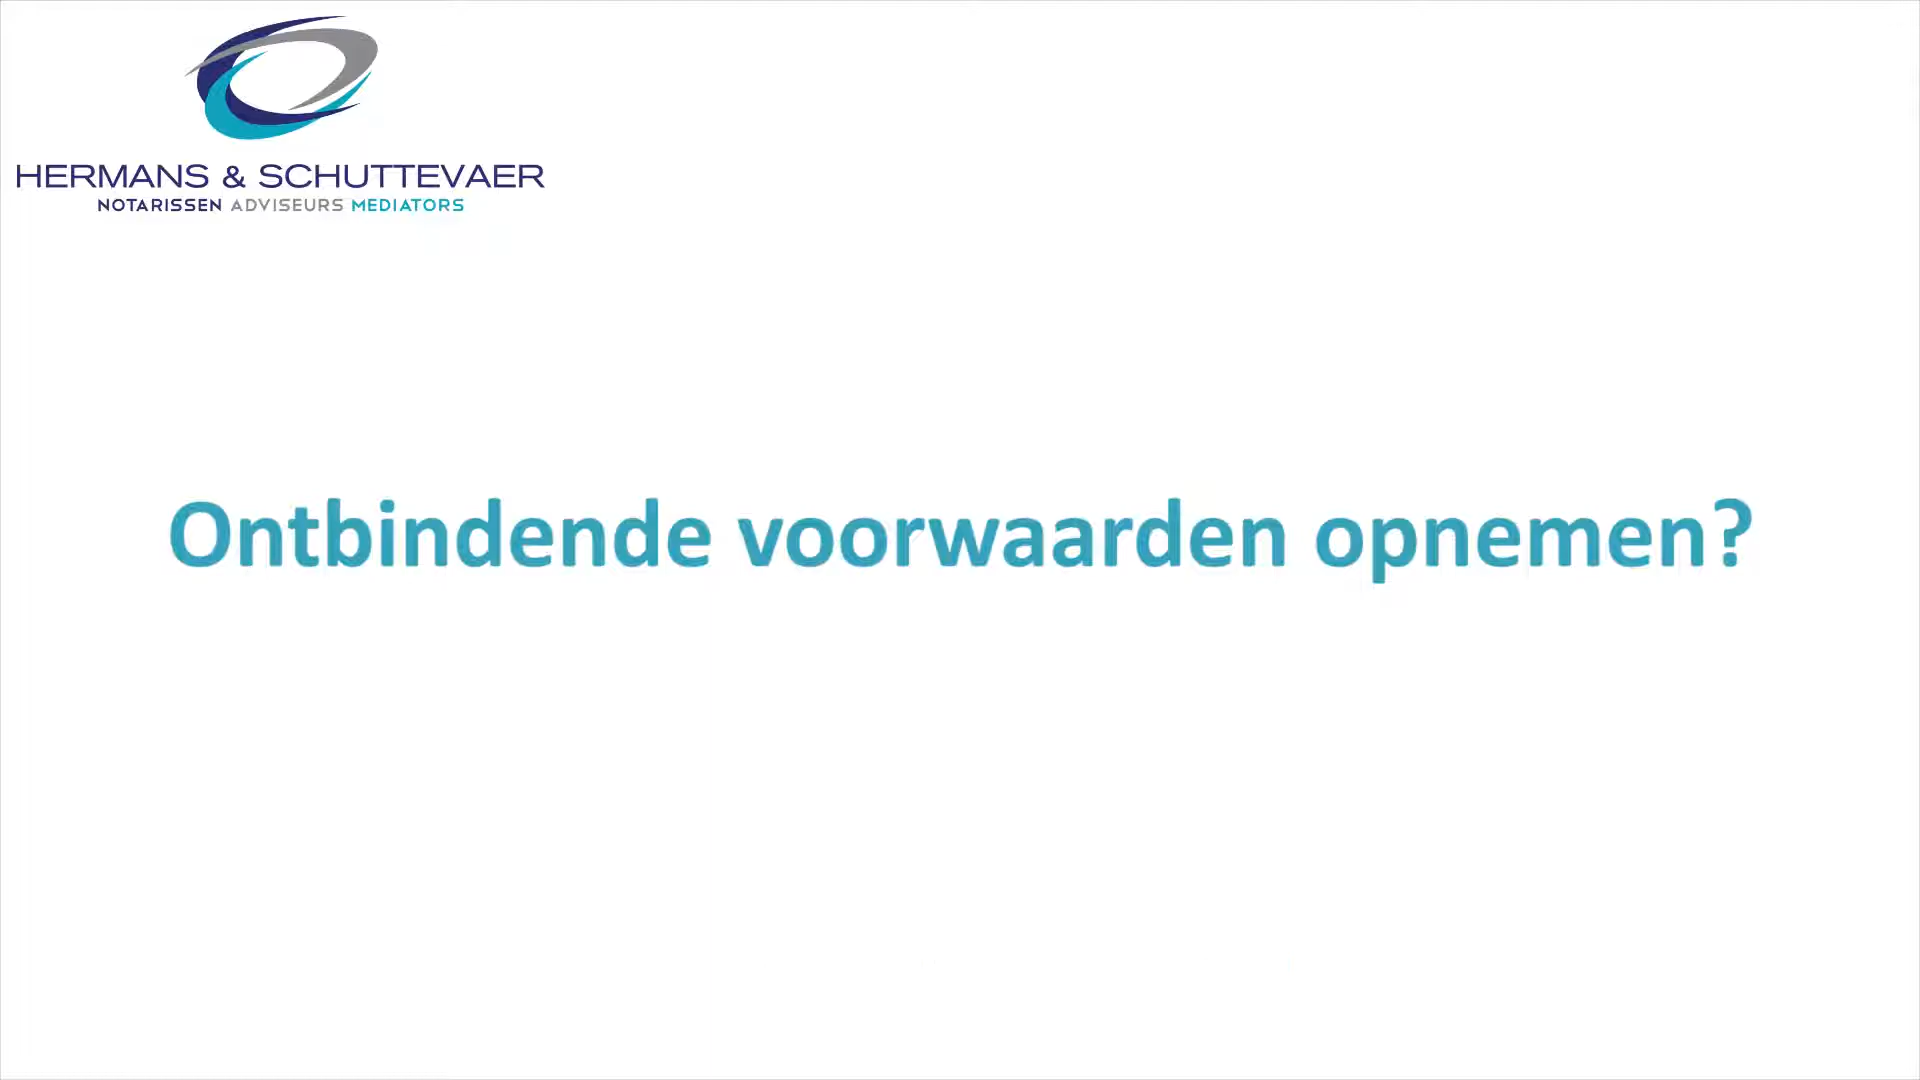 HERMANS & SCHUTTEVAER
NOTARISSEN ADVISEURS MEDIATORS
Ontbindende voorwaarden opnemen?